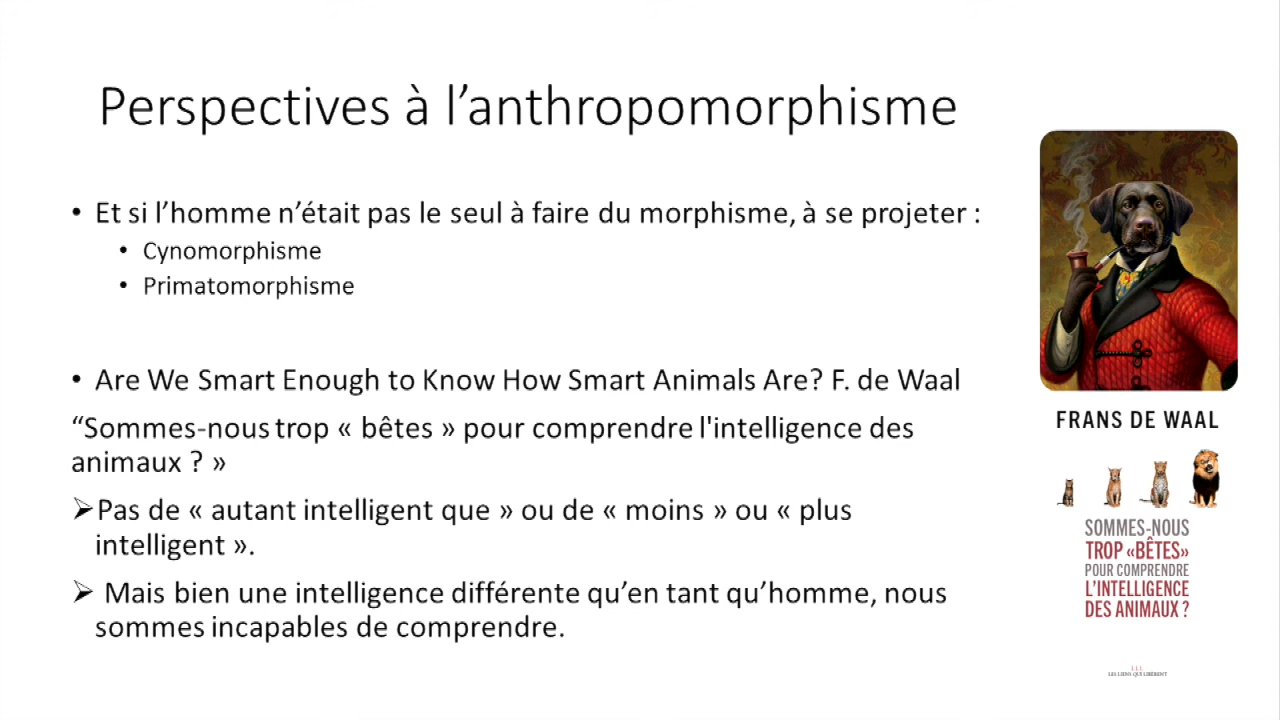 Perspectives à l’anthropomorphisme
• Et si l’homme n’était pas le seul à faire du morphisme, à se projeter :
• Cynomorphisme
• Primatomorphisme
• Are We Smart Enough to Know How Smart Animals Are? F. de Waal
“Sommes-nous trop « bêtes » pour comprendre l'intelligence des
animaux ? »
➢Pas de « autant intelligent que » ou de « moins » ou « plus
intelligent ».
➢ Mais bien une intelligence différente qu’en tant qu’homme, nous
sommes incapables de comprendre.
FRANS DE WAAL
SOMMES-NOUS
TROP «BÊTES»
POUR COMPRENDRE
L’INTELLIGENCE
DES ANIMAUX ?
LLL
LES LIENS QUI LIBÈRENT